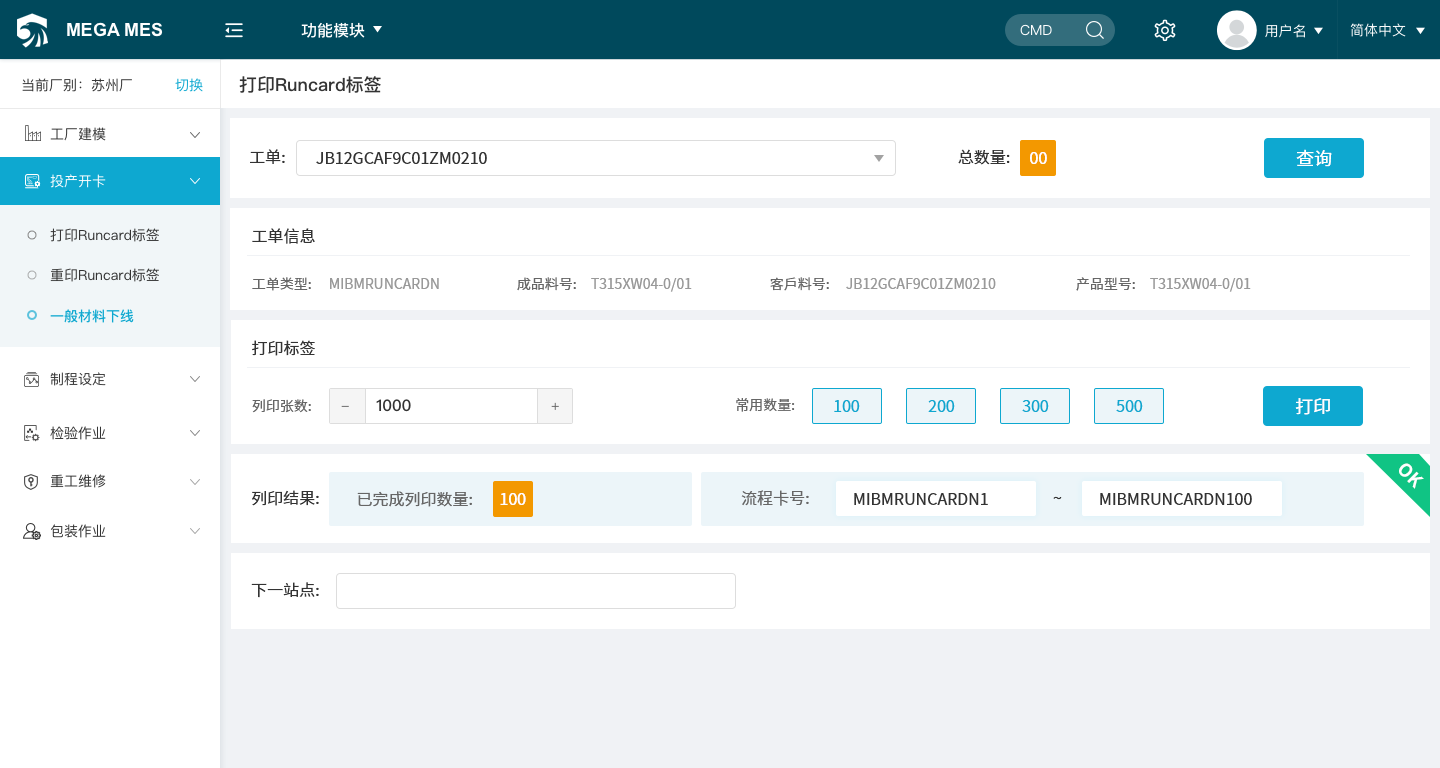 MEGA MES
功能模块
CMD
用户名
简体中文
当前厂别：苏州厂
切换
工厂建模
投产开卡
打印Runcard标签
重印Runcard标签
一般材料下线
制程设定
检验作业
重工维修
包装作业
打印Runcard标签
工单:
JB12GCAF9C01ZM0210
总数量:
00
查询
工单信息
工单类型:
MIBMRUNCARDN
成品料号:
T315XW04-0/01
客戶料号:
JB12GCAF9C01ZM0210
产品型号:
T315XW04-0/01
打印标签
列印张数:
−
1000
+
常用数量:
100
200
300
500
打印
列印结果:
已完成列印数量:
100
流程卡号:
MIBMRUNCARDN1
~
MIBMRUNCARDN100
OK
下一站点: